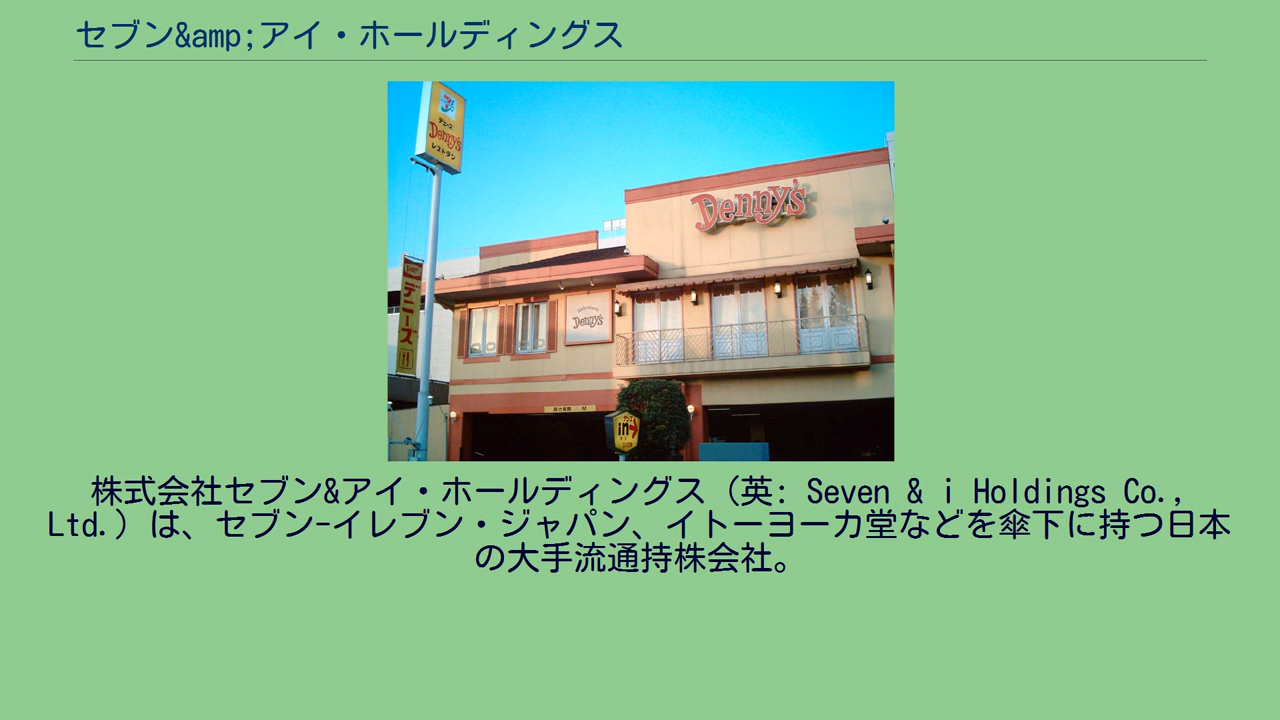 セブン&amp;アイ・ホールディングス
デニーズ
Denny's
レストラン
Denny's
デニーズ
Denny's
in
株式会社セブン&アイ・ホールディングス（英: Seven & i Holdings Co.,
Ltd.）は、セブン-イレブン・ジャパン、イトーヨーカ堂などを傘下に持つ日本
の大手流通持株会社。